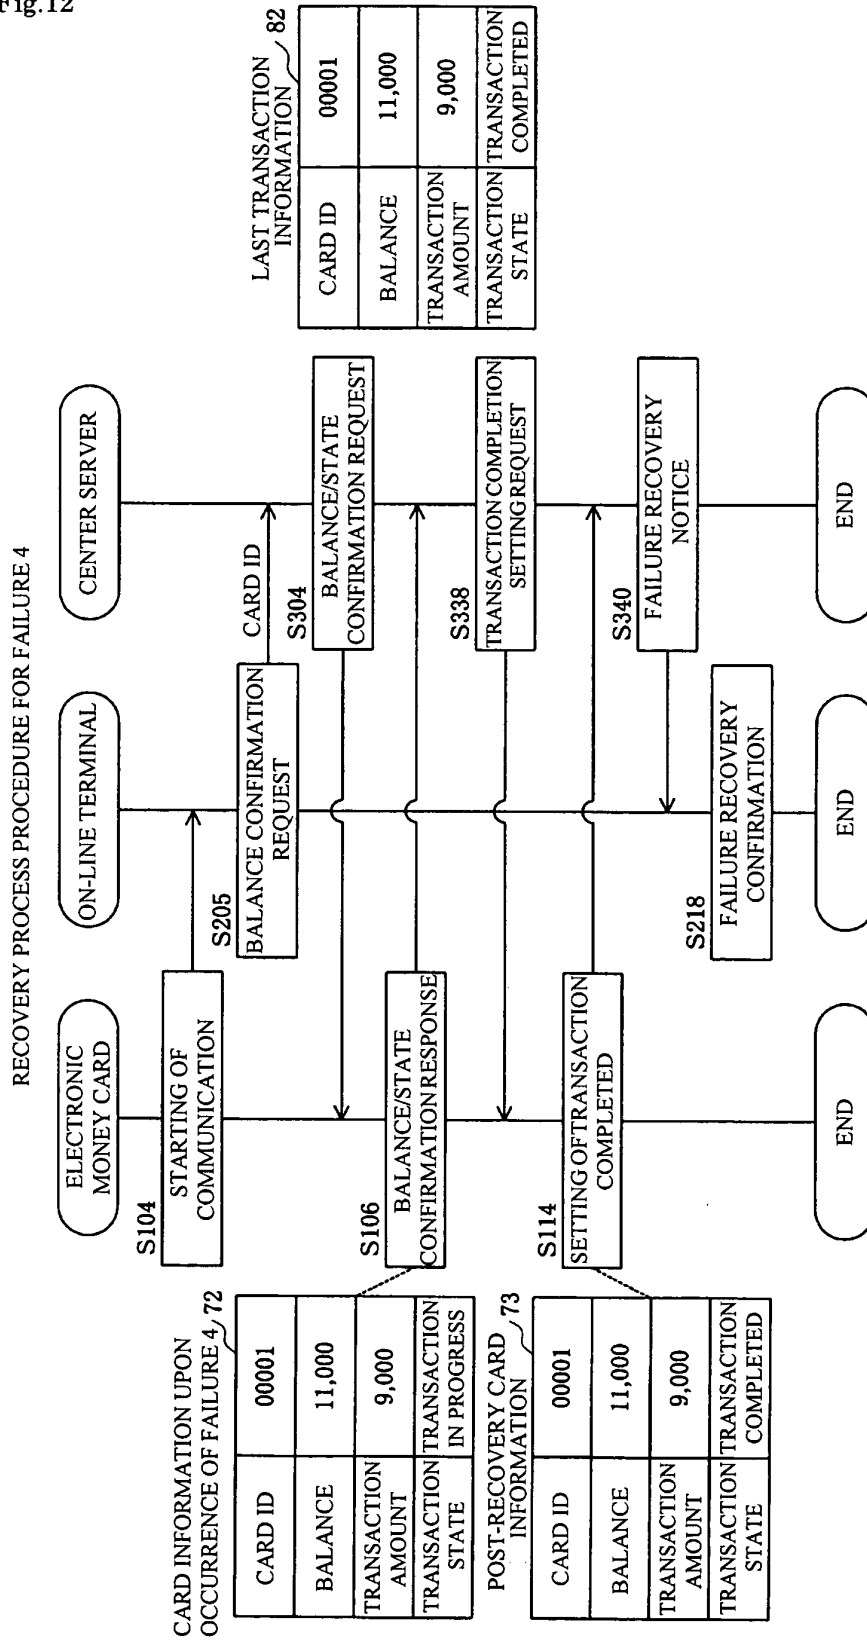 Fig.12
RECOVERY PROCESS PROCEDURE FOR FAILURE 4
ELECTRONIC
MONEY CARD
ON-LINE TERMINAL
CENTER SERVER
S104
STARTING OF
COMMUNICATION
S205
BALANCE CONFIRMATION
REQUEST
CARD ID
S304
BALANCE/STATE
CONFIRMATION REQUEST
S106
BALANCE/STATE
CONFIRMATION RESPONSE
S338
TRANSACTION COMPLETION
SETTING REQUEST
S114
SETTING OF TRANSACTION
COMPLETED
S340
FAILURE RECOVERY
NOTICE
S218
FAILURE RECOVERY
CONFIRMATION
END
END
END
CARD INFORMATION UPON
OCCURRENCE OF FAILURE 4
72
CARD ID 00001
BALANCE 11,000
TRANSACTION
AMOUNT
9,000
TRANSACTION
STATE
TRANSACTION
IN PROGRESS
POST-RECOVERY CARD
INFORMATION
73
CARD ID 00001
BALANCE 11,000
TRANSACTION
AMOUNT
9,000
TRANSACTION
STATE
TRANSACTION
COMPLETED
LAST TRANSACTION
INFORMATION
82
CARD ID 00001
BALANCE 11,000
TRANSACTION
AMOUNT
9,000
TRANSACTION
STATE
TRANSACTION
COMPLETED